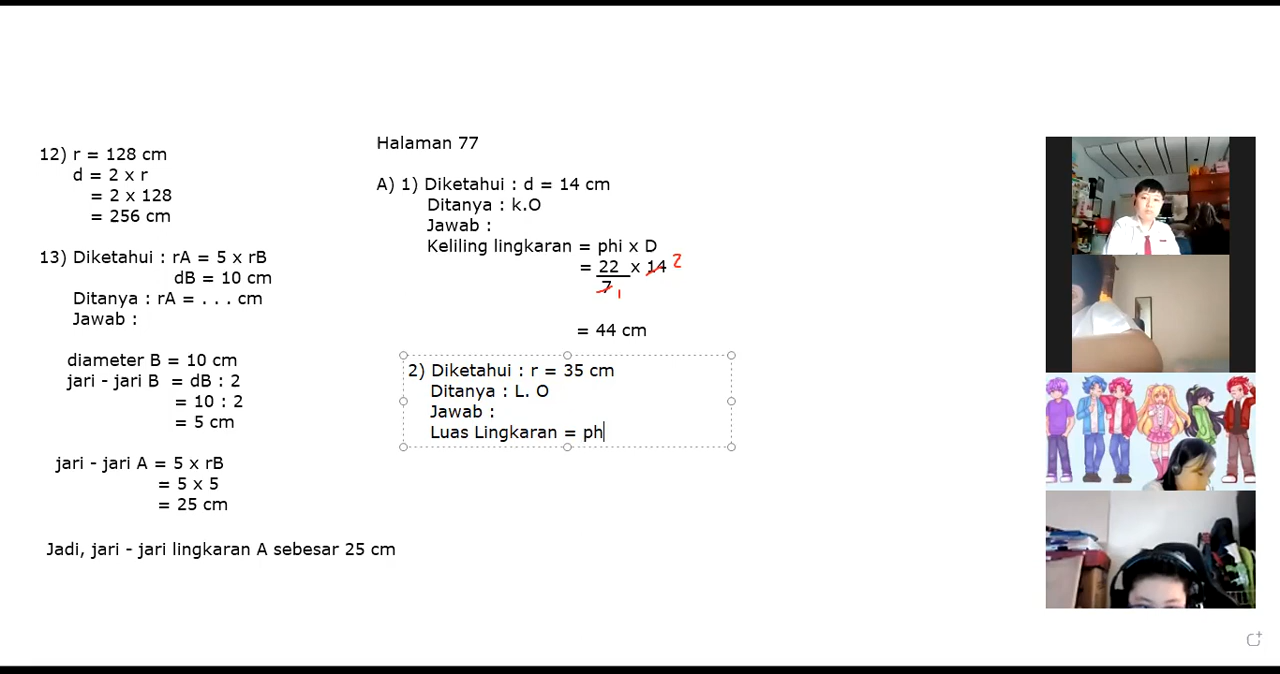 12) r = 128 cm
d = 2 x r
= 2 x 128
= 256 cm
13) Diketahui : rA = 5 x rB
dB = 10 cm
Ditanya : rA = . . . cm
Jawab :
diameter B = 10 cm
jari - jari B = dB : 2
= 10 : 2
= 5 cm
jari - jari A = 5 x rB
= 5 x 5
= 25 cm
Jadi, jari - jari lingkaran A sebesar 25 cm
Halaman 77
A) 1) Diketahui : d = 14 cm
Ditanya : k.O
Jawab :
Keliling lingkaran = phi x D
= 22 x 14 2
7 1
= 44 cm
2) Diketahui : r = 35 cm
Ditanya : L. O
Jawab :
Luas Lingkaran = ph